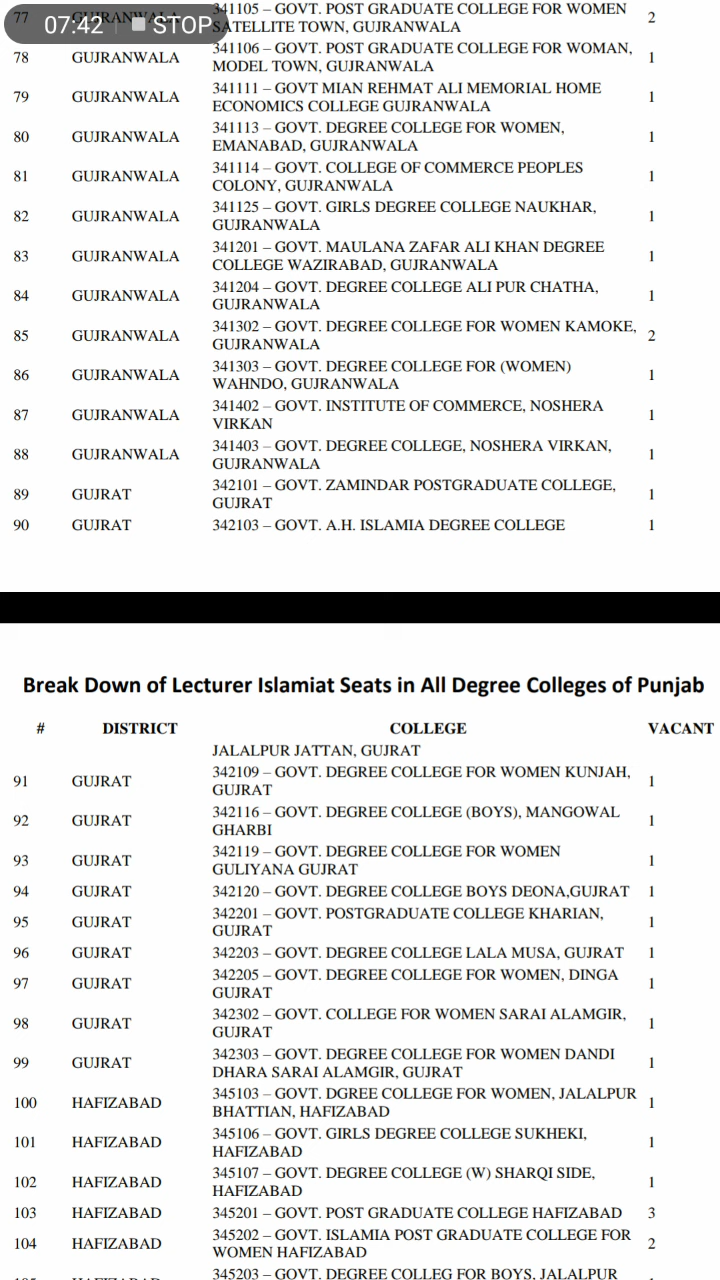 07:42 STOP
77 GUJRANWALA 341105 – GOVT. POST GRADUATE COLLEGE FOR WOMEN 2
SATELLITE TOWN, GUJRANWALA
78 GUJRANWALA 341106 – GOVT. POST GRADUATE COLLEGE FOR WOMAN, 1
MODEL TOWN, GUJRANWALA
79 GUJRANWALA 341111 – GOVT MIAN REHMAT ALI MEMORIAL HOME 1
ECONOMICS COLLEGE GUJRANWALA
80 GUJRANWALA 341113 – GOVT. DEGREE COLLEGE FOR WOMEN, 1
EMANABAD, GUJRANWALA
81 GUJRANWALA 341114 – GOVT. COLLEGE OF COMMERCE PEOPLES 1
COLONY, GUJRANWALA
82 GUJRANWALA 341125 – GOVT. GIRLS DEGREE COLLEGE NAUKHAR, 1
GUJRANWALA
83 GUJRANWALA 341201 – GOVT. MAULANA ZAFAR ALI KHAN DEGREE 1
COLLEGE WAZIRABAD, GUJRANWALA
84 GUJRANWALA 341204 – GOVT. DEGREE COLLEGE ALI PUR CHATHA, 1
GUJRANWALA
85 GUJRANWALA 341302 – GOVT. DEGREE COLLEGE FOR WOMEN KAMOKE, 2
GUJRANWALA
86 GUJRANWALA 341303 – GOVT. DEGREE COLLEGE FOR (WOMEN) 1
WAHNDO, GUJRANWALA
87 GUJRANWALA 341402 – GOVT. INSTITUTE OF COMMERCE, NOSHERA 1
VIRKAN
88 GUJRANWALA 341403 – GOVT. DEGREE COLLEGE, NOSHERA VIRKAN, 1
GUJRANWALA
89 GUJRAT 342101 – GOVT. ZAMINDAR POSTGRADUATE COLLEGE, 1
GUJRAT
90 GUJRAT 342103 – GOVT. A.H. ISLAMIA DEGREE COLLEGE 1
Break Down of Lecturer Islamiat Seats in All Degree Colleges of Punjab
# DISTRICT COLLEGE VACANT
JALALPUR JATTAN, GUJRAT
91 GUJRAT 342109 – GOVT. DEGREE COLLEGE FOR WOMEN KUNJAH, 1
GUJRAT
92 GUJRAT 342116 – GOVT. DEGREE COLLEGE (BOYS), MANGOWAL 1
GHARBI
93 GUJRAT 342119 – GOVT. DEGREE COLLEGE FOR WOMEN 1
GULIYANA GUJRAT
94 GUJRAT 342120 – GOVT. DEGREE COLLEGE BOYS DEONA,GUJRAT 1
95 GUJRAT 342201 – GOVT. POSTGRADUATE COLLEGE KHARIAN, 1
GUJRAT
96 GUJRAT 342203 – GOVT. DEGREE COLLEGE LALA MUSA, GUJRAT 1
97 GUJRAT 342205 – GOVT. DEGREE COLLEGE FOR WOMEN, DINGA 1
GUJRAT
98 GUJRAT 342302 – GOVT. COLLEGE FOR WOMEN SARAI ALAMGIR, 1
GUJRAT
99 GUJRAT 342303 – GOVT. DEGREE COLLEGE FOR WOMEN DANDI 1
DHARA SARAI ALAMGIR, GUJRAT
100 HAFIZABAD 345103 – GOVT. DGREE COLLEGE FOR WOMEN, JALALPUR 1
BHATTIAN, HAFIZABAD
101 HAFIZABAD 345106 – GOVT. GIRLS DEGREE COLLEGE SUKHEKI, 1
HAFIZABAD
102 HAFIZABAD 345107 – GOVT. DEGREE COLLEGE (W) SHARQI SIDE, 1
HAFIZABAD
103 HAFIZABAD 345201 – GOVT. POST GRADUATE COLLEGE HAFIZABAD 3
104 HAFIZABAD 345202 – GOVT. ISLAMIA POST GRADUATE COLLEGE FOR 2
WOMEN HAFIZABAD
345203 – GOVT. DEGREE COLLEG FOR BOYS, JALALPUR